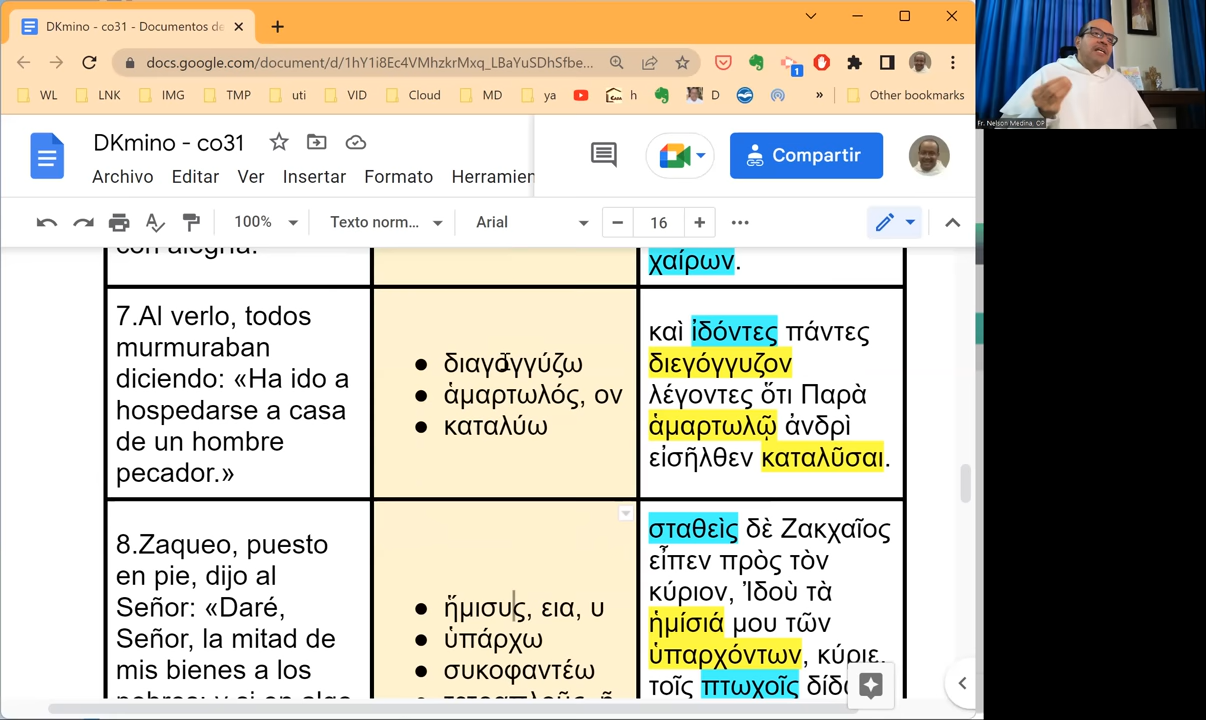 DKmino - co31 - Documentos de
docs.google.com/document/d/1hY1i8Ec4VMhzkrMxq_LBaYuSDhSfbe...
WL LNK IMG TMP uti VID Cloud MD ya h D » Other bookmarks
1
Fr. Nelson Medina, OP
DKmino - co31
Compartir
Archivo Editar Ver Insertar Formato Herramien
100% Texto norm... Arial 16
con alegría.
χαίρων.
7.Al verlo, todos
murmuraban
diciendo: «Ha ido a
hospedarse a casa
de un hombre
pecador.»
διαγογγύζω
ἁμαρτωλός, ον
καταλύω
καὶ ἰδόντες πάντες
διεγόγγυζον
λέγοντες ὅτι Παρὰ
ἁμαρτωλῷ ἀνδρὶ
εἰσῆλθεν καταλῦσαι.
8.Zaqueo, puesto
en pie, dijo al
Señor: «Daré,
Señor, la mitad de
mis bienes a los
ἥμισυς, εια, υ
ὑπάρχω
συκοφαντέω
σταθεὶς δὲ Ζακχαῖος
εἶπεν πρὸς τὸν
κύριον, Ἰδοὺ τὰ
ἡμίσιά μου τῶν
ὑπαρχόντων, κύριε,
τοῖς πτωχοῖς δίδω